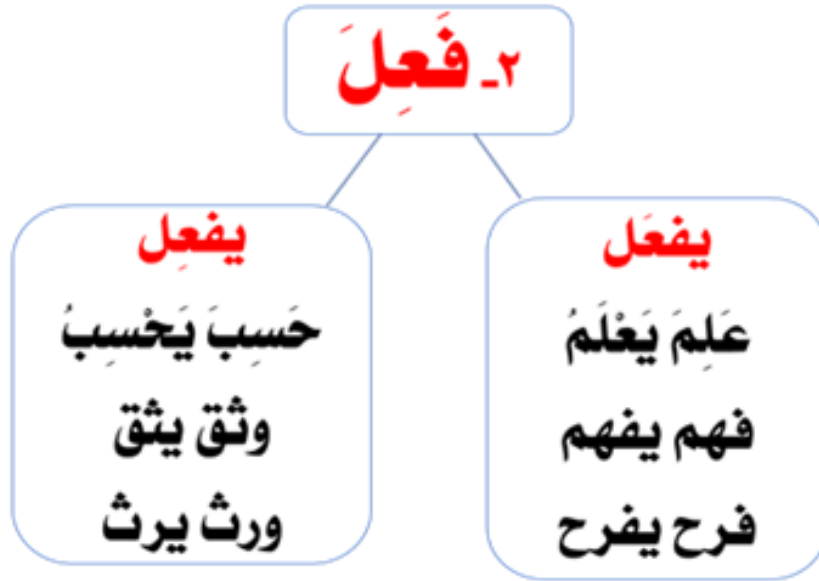 ٢ـ فَعِلَ
يفعَل
عَلِمَ يَعْلَمُ
فهم يفهم
فرح يفرح
يفعِل
حَسِبَ يَحْسِبُ
وثق يثق
ورث يرث